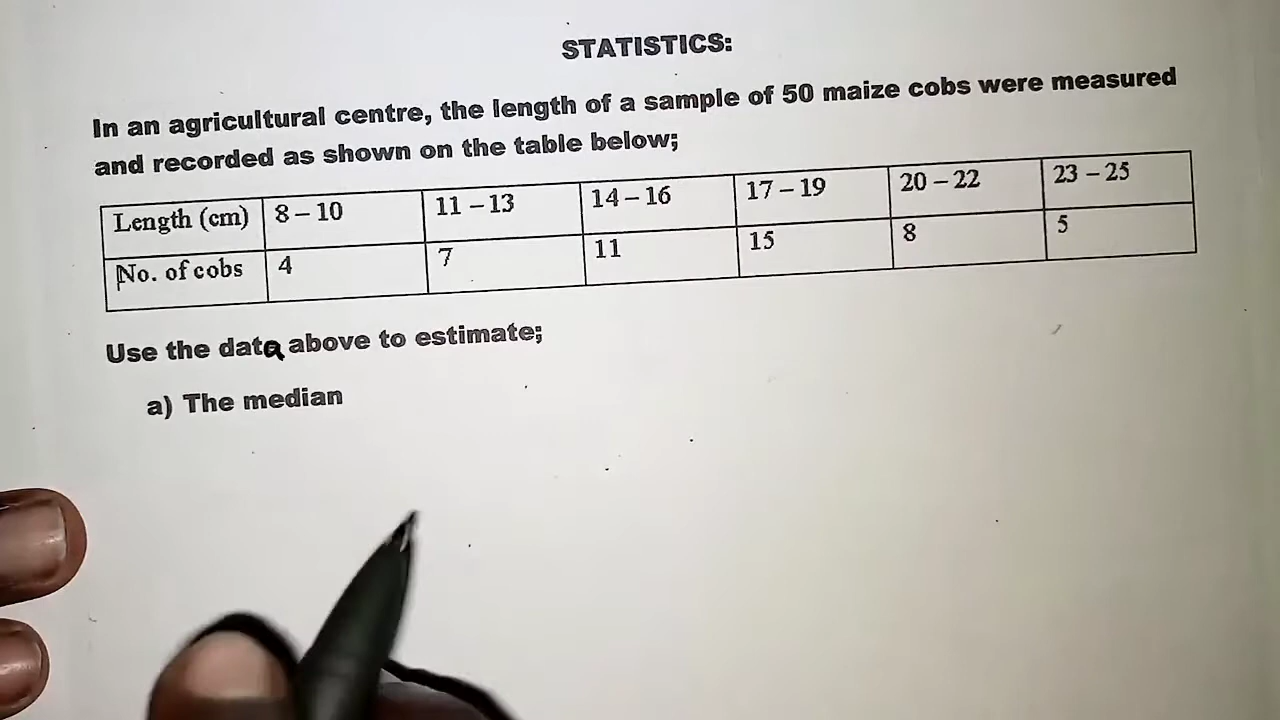 STATISTICS:
In an agricultural centre, the length of a sample of 50 maize cobs were measured
and recorded as shown on the table below;
Length (cm) 8 – 10 11 – 13 14 – 16 17 – 19 20 – 22 23 – 25
No. of cobs 4 7 11 15 8 5
Use the data above to estimate;
a) The median